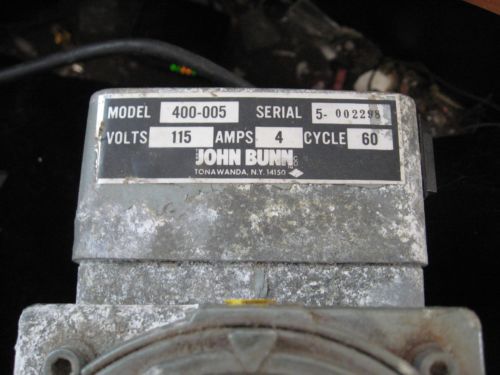 MODEL 400-005 SERIAL 5- 002298
VOLTS 115 AMPS 4 CYCLE 60
JOHN BUNN
TONAWANDA, N.Y. 14150